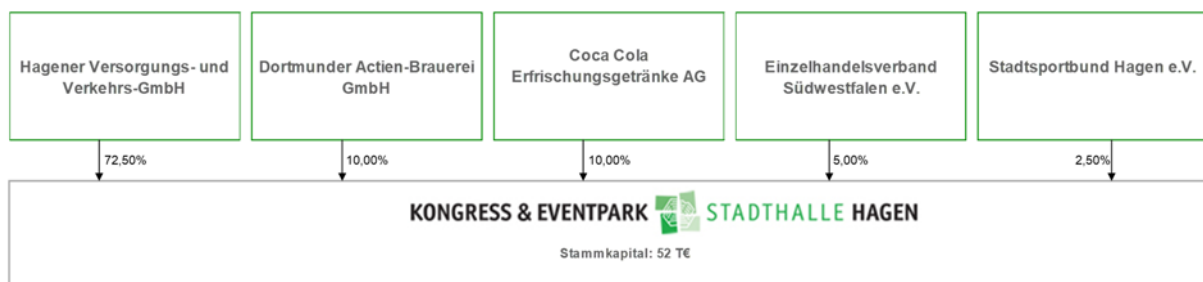 Hagener Versorgungs- und
Verkehrs-GmbH
Dortmunder Actien-Brauerei
GmbH
Coca Cola
Erfrischungsgetränke AG
Einzelhandelsverband
Südwestfalen e.V.
Stadtsportbund Hagen e.V.
72,50%
10,00%
10,00%
5,00%
2,50%
KONGRESS & EVENTPARK STADTHALLE HAGEN
Stammkapital: 52 T€